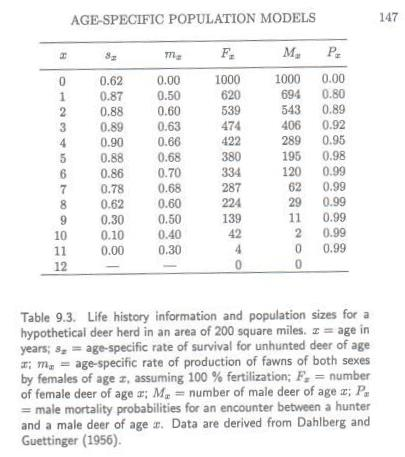 AGE-SPECIFIC POPULATION MODELS 147
x sₓ mₓ Fₓ Mₓ Pₓ
0 0.62 0.00 1000 1000 0.00
1 0.87 0.50 620 694 0.80
2 0.88 0.60 539 543 0.89
3 0.89 0.63 474 406 0.92
4 0.90 0.66 422 289 0.95
5 0.88 0.68 380 195 0.98
6 0.86 0.70 334 120 0.99
7 0.78 0.68 287 62 0.99
8 0.62 0.60 224 29 0.99
9 0.30 0.50 139 11 0.99
10 0.10 0.40 42 2 0.99
11 0.00 0.30 4 0 0.99
12 — — 0 0
Table 9.3. Life history information and population sizes for a
hypothetical deer herd in an area of 200 square miles. x = age in
years; sₓ = age-specific rate of survival for unhunted deer of age
x; mₓ = age-specific rate of production of fawns of both sexes
by females of age x, assuming 100 % fertilization; Fₓ = number
of female deer of age x; Mₓ = number of male deer of age x; Pₓ
= male mortality probabilities for an encounter between a hunter
and a male deer of age x. Data are derived from Dahlberg and
Guettinger (1956).